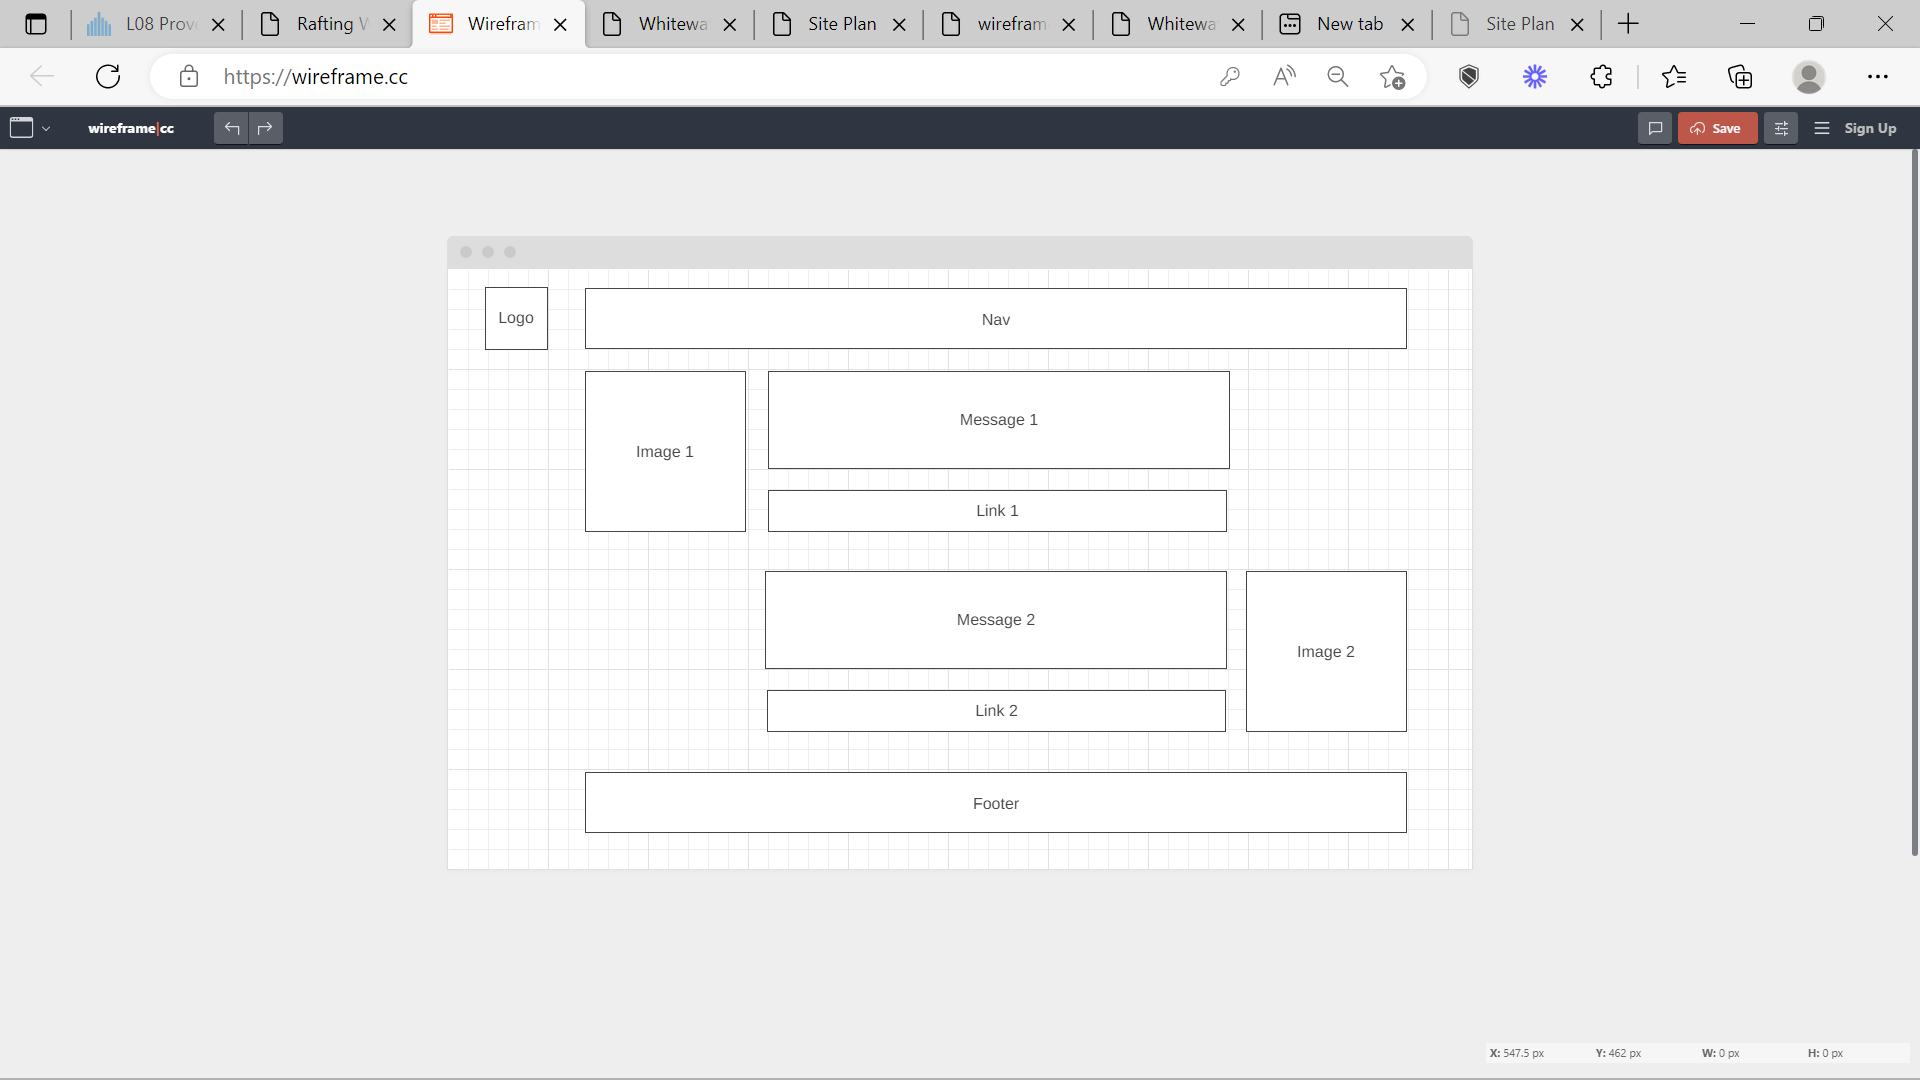 L08 Prov
Rafting W
Wirefram
Whitewa
Site Plan
wirefram
Whitewa
New tab
Site Plan
https://wireframe.cc
wireframe|cc
Save
Sign Up
Logo
Nav
Image 1
Message 1
Link 1
Message 2
Image 2
Link 2
Footer
X: 547.5 px Y: 462 px W: 0 px H: 0 px